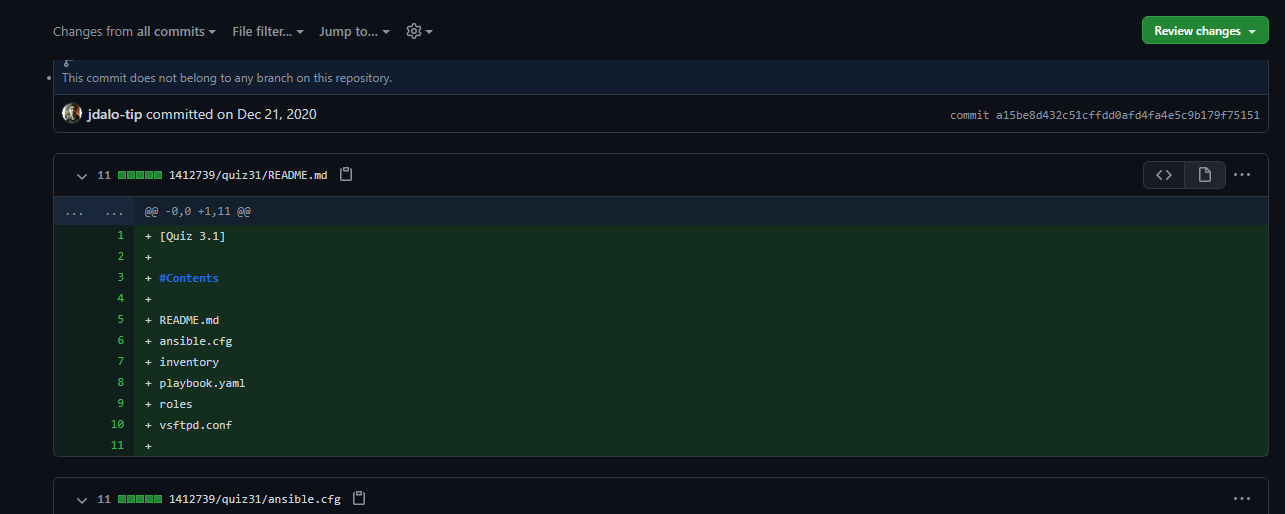 Changes from all commits File filter... Jump to...
Review changes
This commit does not belong to any branch on this repository.
jdalo-tip committed on Dec 21, 2020 commit a15be8d432c51cffdd0afd4fa4e5c9b179f75151
11 1412739/quiz31/README.md
... ... @@ -0,0 +1,11 @@
1 + [Quiz 3.1]
2 +
3 + #Contents
4 +
5 + README.md
6 + ansible.cfg
7 + inventory
8 + playbook.yaml
9 + roles
10 + vsftpd.conf
11 +
11 1412739/quiz31/ansible.cfg